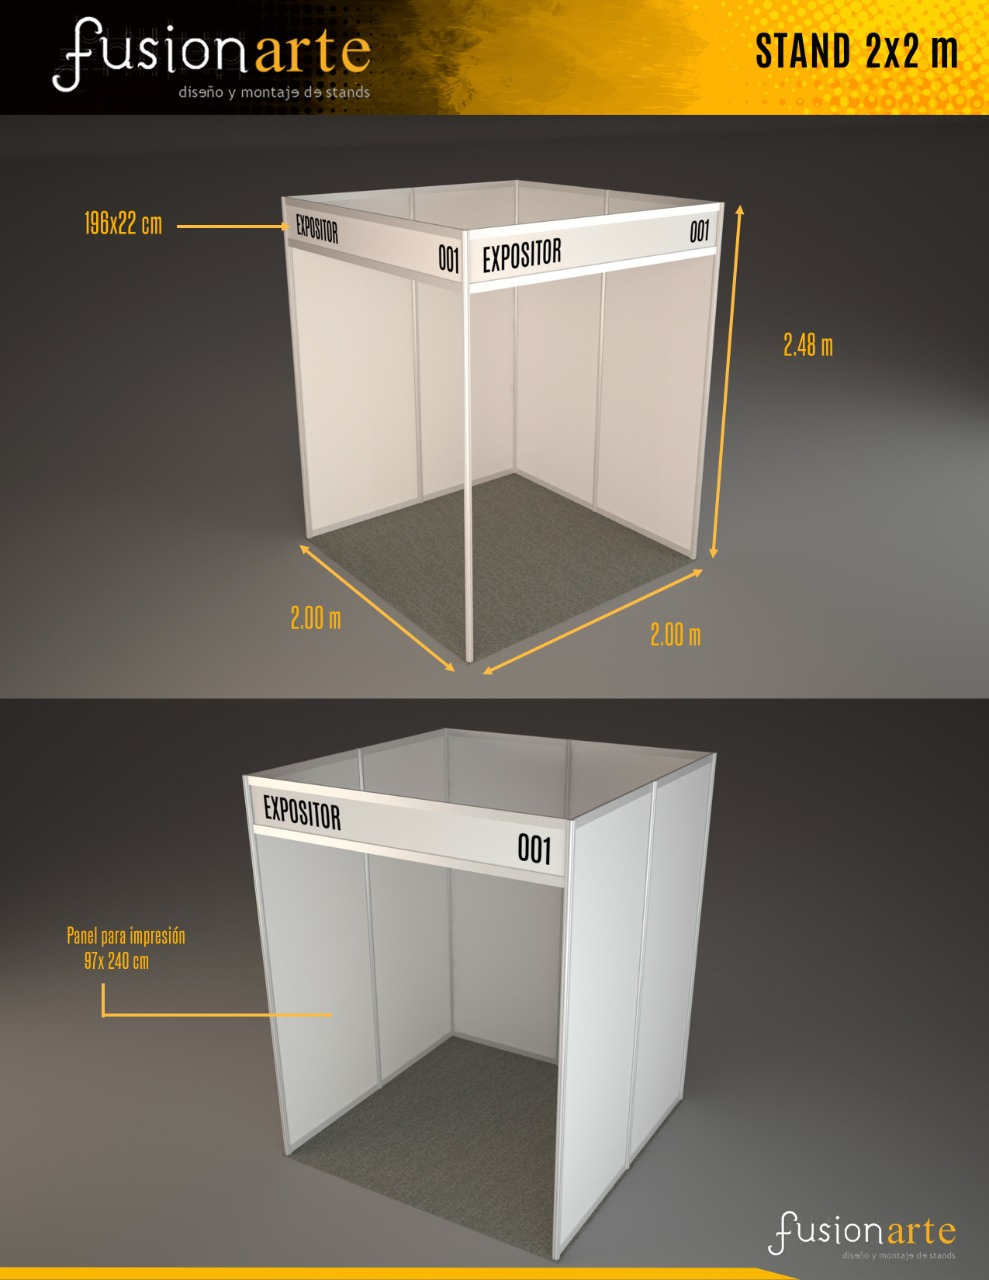 fusionarte
diseño y montaje de stands
STAND 2x2 m
196x22 cm
EXPOSITOR
001
EXPOSITOR
001
2.48 m
2.00 m
2.00 m
EXPOSITOR
001
Panel para impresión
97x 240 cm
fusionarte
diseño y montaje de stands